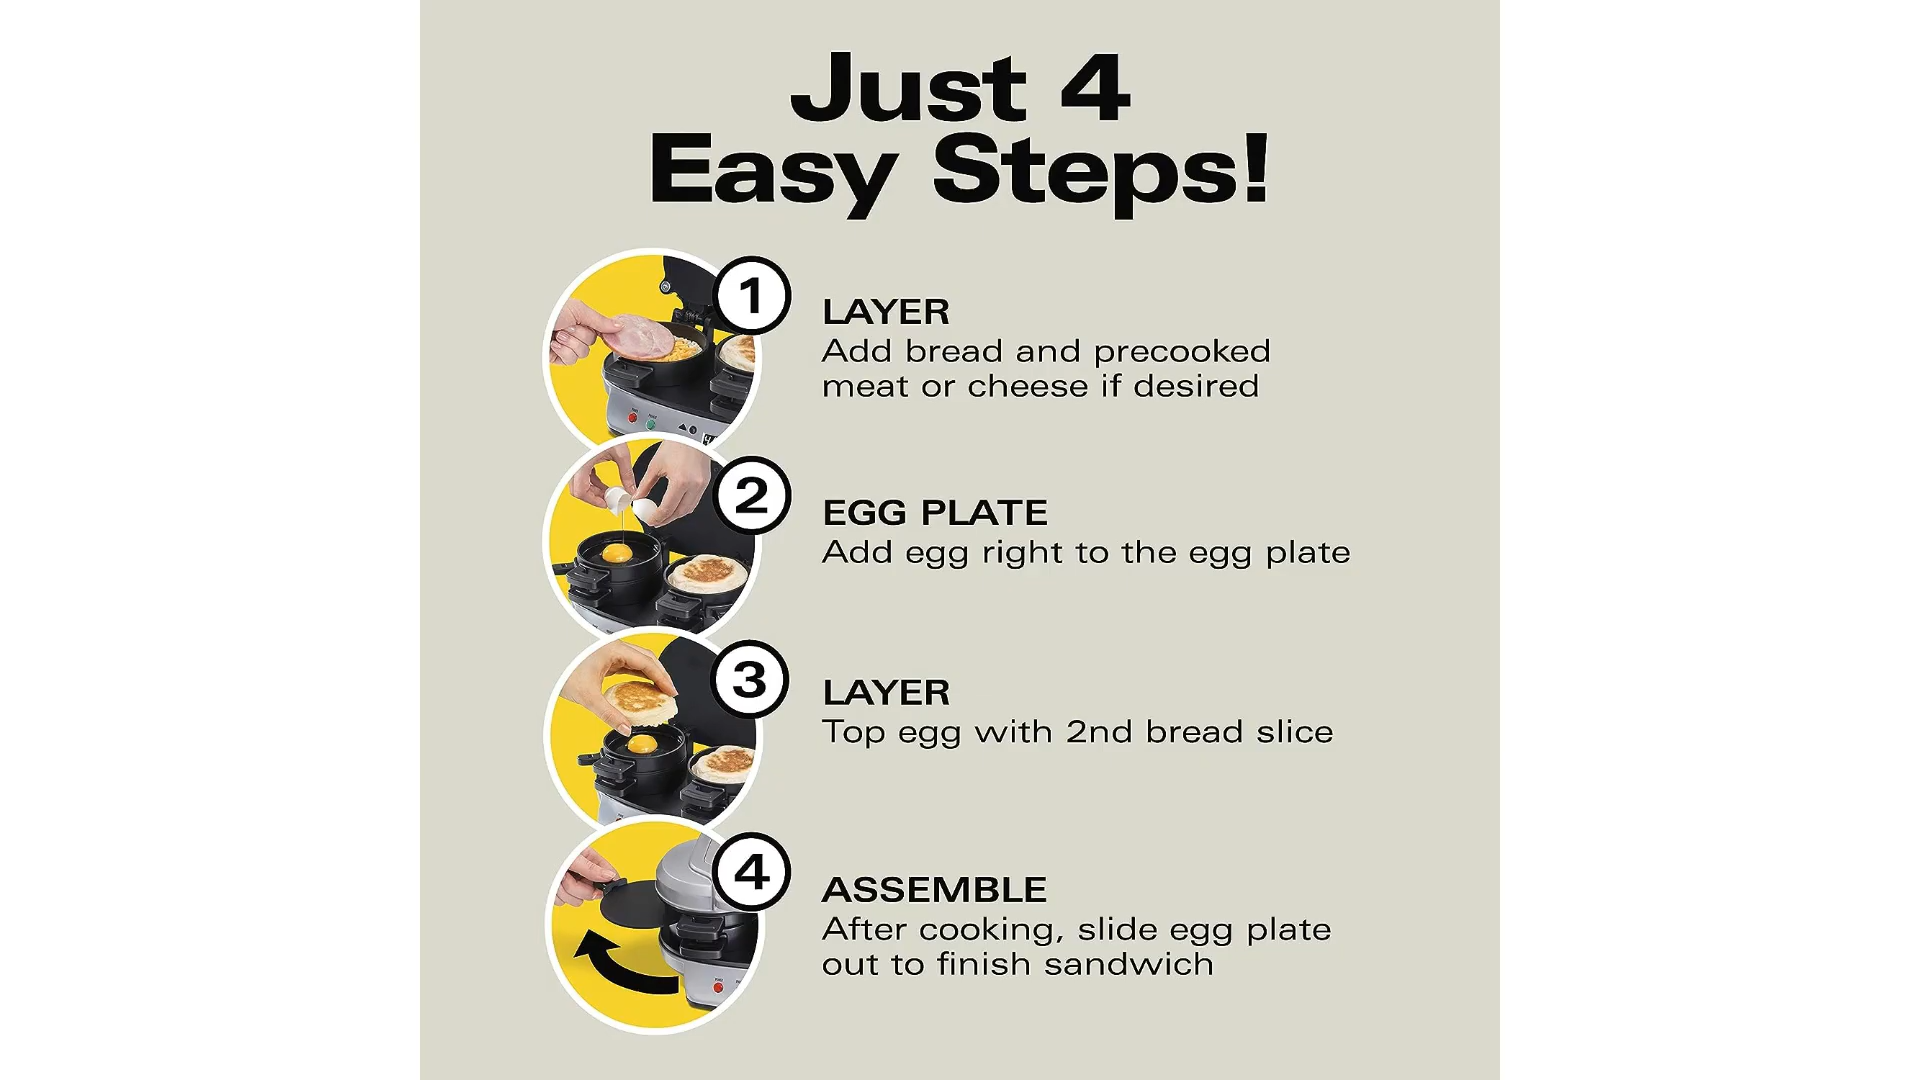 Just 4
Easy Steps!
1
LAYER
Add bread and precooked
meat or cheese if desired
2
EGG PLATE
Add egg right to the egg plate
3
LAYER
Top egg with 2nd bread slice
4
ASSEMBLE
After cooking, slide egg plate
out to finish sandwich